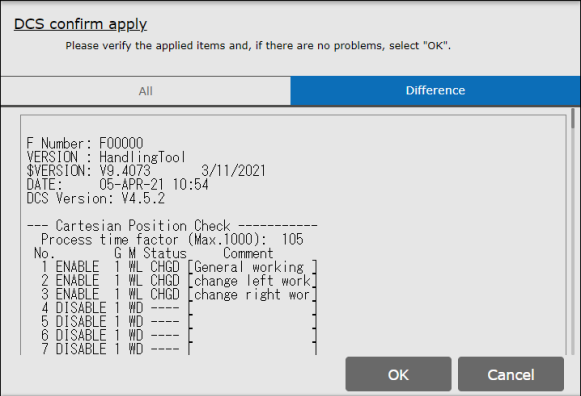 DCS confirm apply
Please verify the applied items and, if there are no problems, select "OK".
All
Difference
F Number: F00000
VERSION : HandlingTool
$VERSION: V9.4073 3/11/2021
DATE: 05-APR-21 10:54
DCS Version: V4.5.2
--- Cartesian Position Check -----------
Process time factor (Max.1000): 105
No. G M Status Comment
1 ENABLE 1 WL CHGD [General working ]
2 ENABLE 1 WL CHGD [change left work]
3 ENABLE 1 WL CHGD [change right wor]
4 DISABLE 1 WD ---- [ ]
5 DISABLE 1 WD ---- [ ]
6 DISABLE 1 WD ---- [ ]
7 DISABLE 1 WD ---- [ ]
OK
Cancel